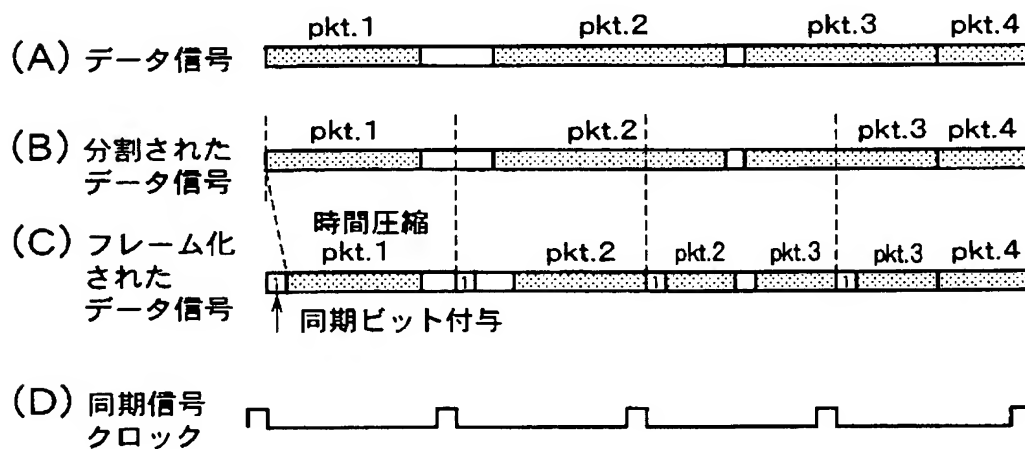 pkt.1 pkt.2 pkt.3 pkt.4
(A) データ信号
pkt.1 pkt.2 pkt.3 pkt.4
(B) 分割された
データ信号
時間圧縮
(C) フレーム化
された
データ信号
pkt.1 pkt.2 pkt.2 pkt.3 pkt.3 pkt.4
1 1 1 1
同期ビット付与
(D) 同期信号
クロック